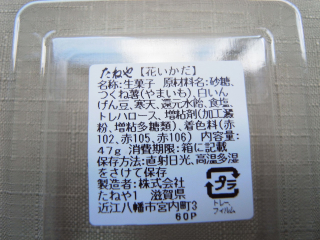 たねや【花いかだ】
名称:生菓子 原材料名:砂糖、
つくね薯(やまいも)、白いん
げん豆、寒天、還元水飴、食塩、
トレハロース、増粘剤(加工澱
粉、増粘多糖類)、着色料(赤
102、赤105、赤106) 内容量:
47g 消費期限:箱に記載
保存方法:直射日光、高温多湿
をさけて保存
製造者:株式会社
たねや1 滋賀県
近江八幡市宮内町3
60P
プラ
トレー、
フィルム